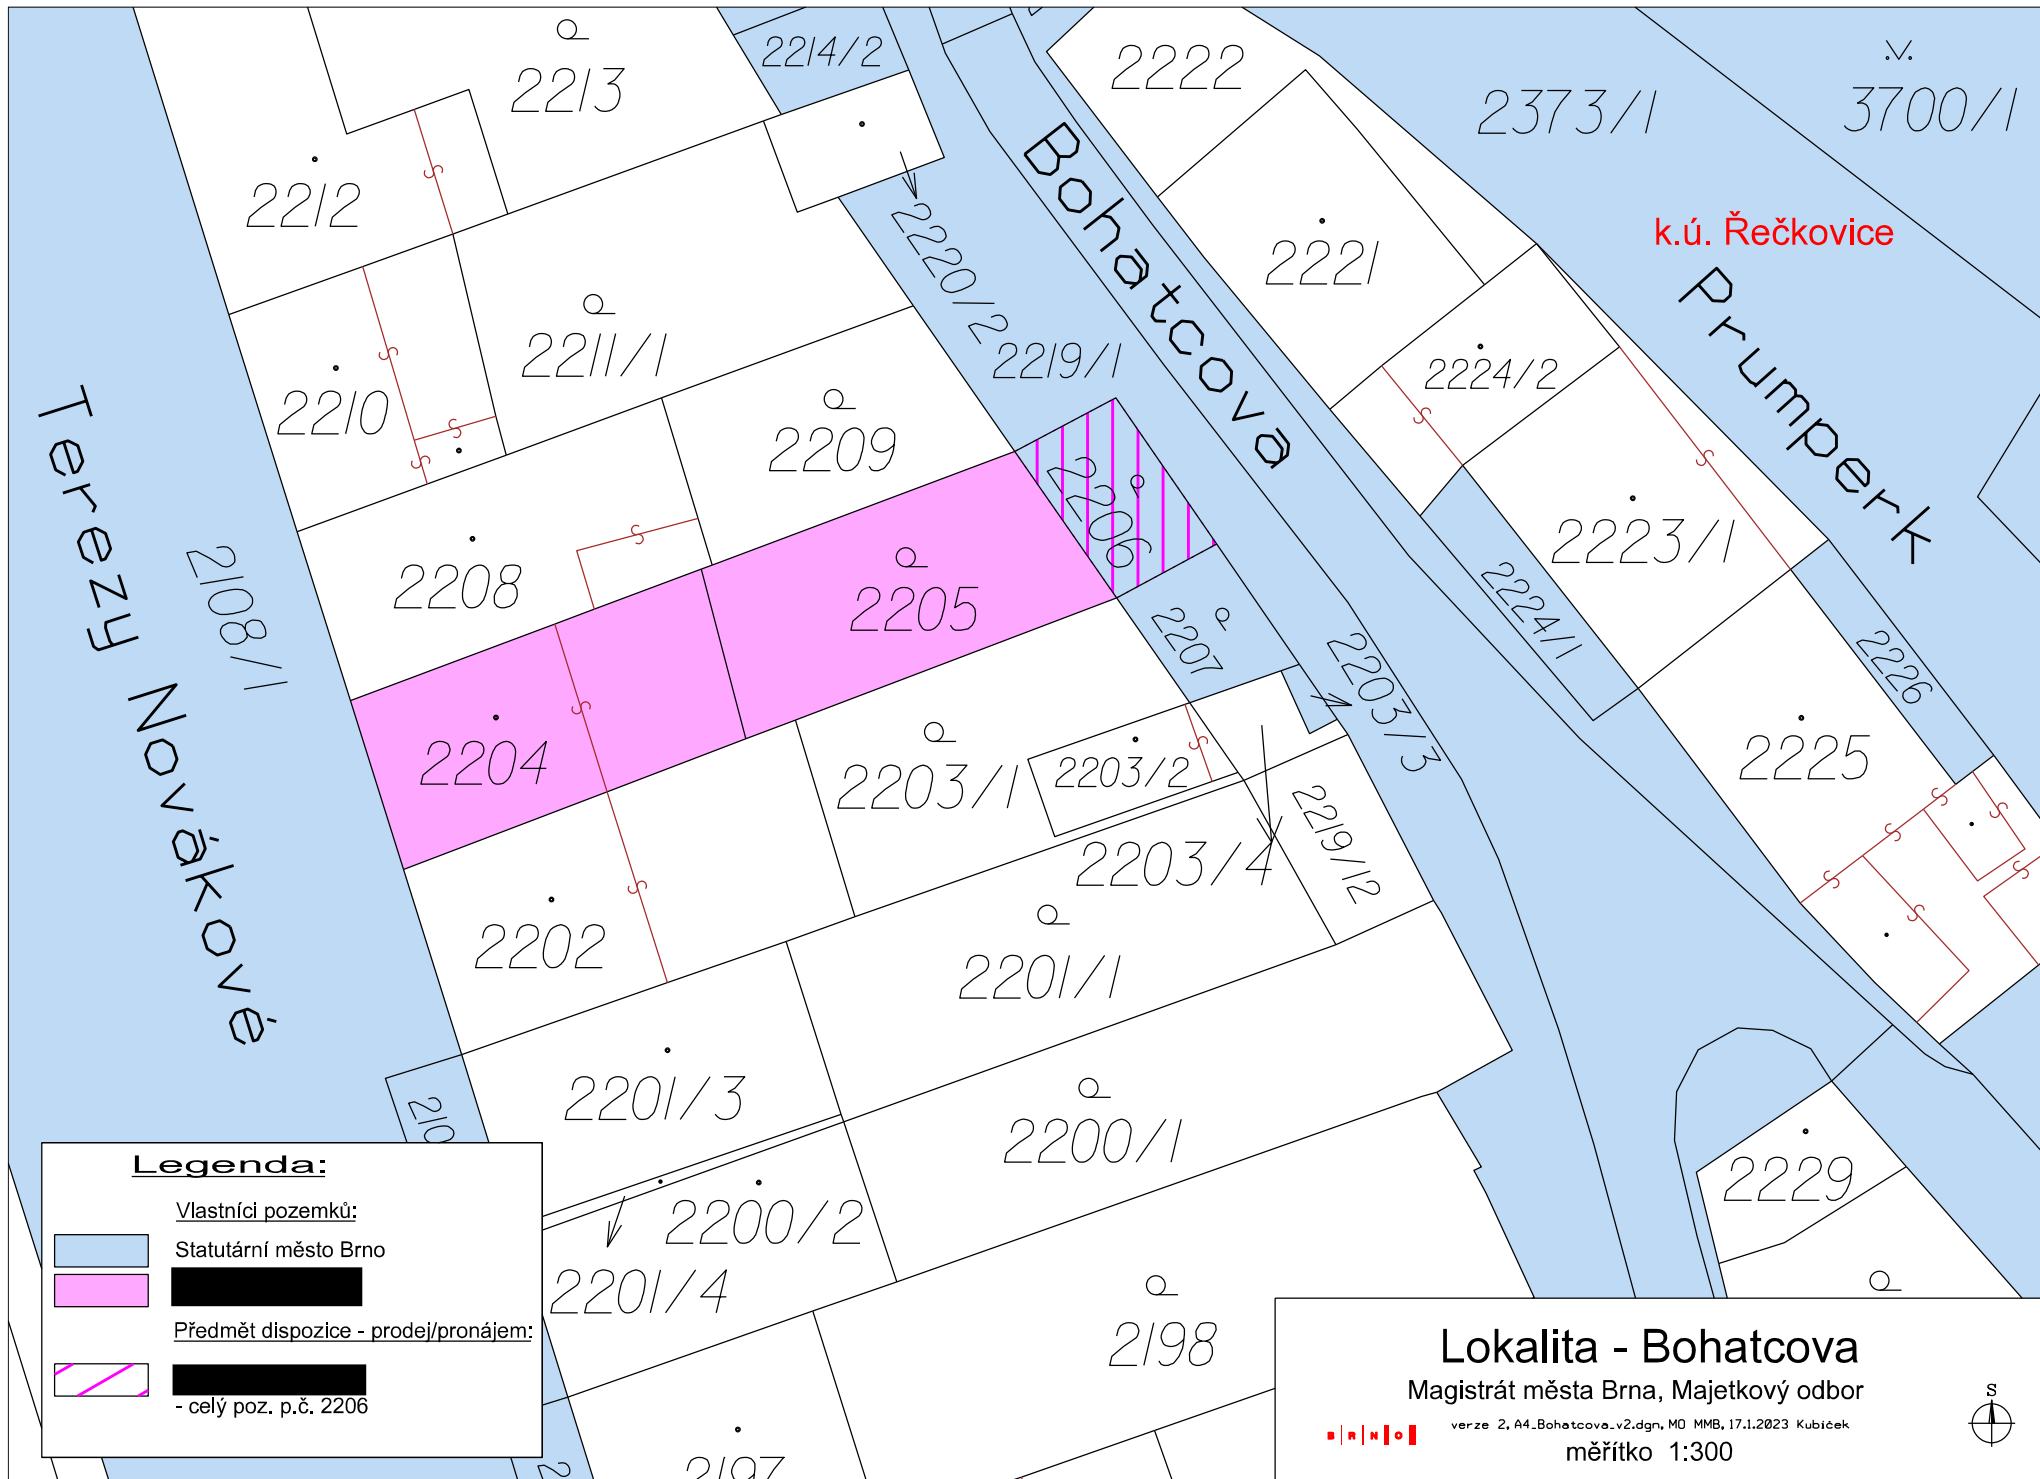 2213
2214/2
2222
2373/1
3700/1
2212
Bohatcova
2220/2
2221
k.ú. Řečkovice
Prumperk
2211/1
2219/1
2224/2
2210
2209
2206
Terezy Novákové
2108/1
2208
2205
2223/1
2224/1
2207
2203/3
2226
2204
2203/1
2203/2
2225
2219/12
2203/4
2202
2201/1
2201/3
210
2200/1
2229
2200/2
2201/4
2198
2197
Legenda:
Vlastníci pozemků:
Statutární město Brno
Předmět dispozice - prodej/pronájem:
- celý poz. p.č. 2206
Lokalita - Bohatcova
Magistrát města Brna, Majetkový odbor
verze 2, A4_Bohatcova_v2.dgn, MO MMB, 17.1.2023 Kubíček
BRNO
měřítko 1:300
S